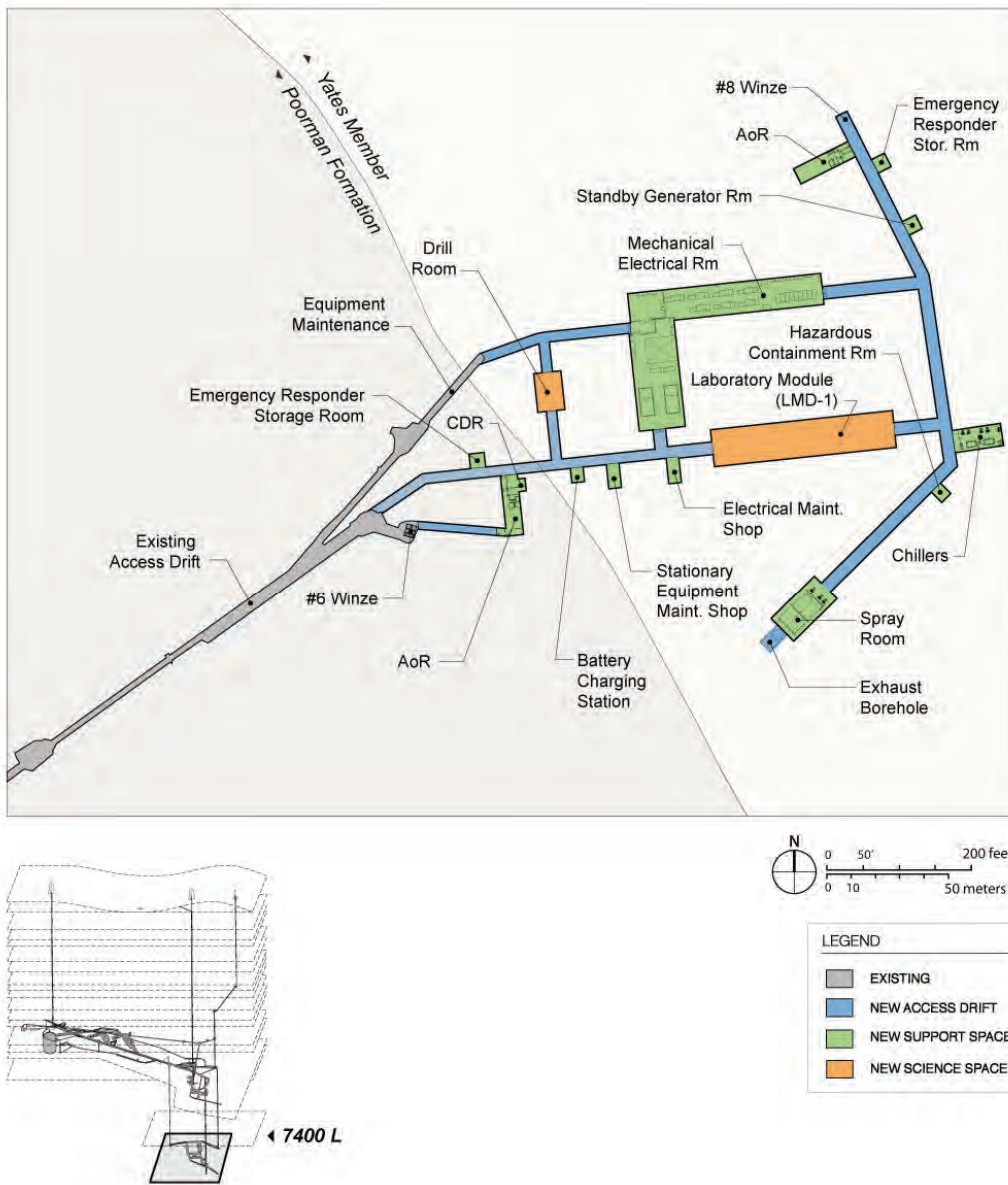 Yates Member
Poorman Formation
#8 Winze
AoR
Emergency
Responder
Stor. Rm
Standby Generator Rm
Drill
Room
Mechanical
Electrical Rm
Equipment
Maintenance
Hazardous
Containment Rm
Emergency Responder
Storage Room
CDR
Laboratory Module
(LMD-1)
Existing
Access Drift
#6 Winze
Electrical Maint.
Shop
Chillers
Stationary
Equipment
Maint. Shop
AoR
Battery
Charging
Station
Spray
Room
Exhaust
Borehole
N
0 50' 200 fee
0 10 50 meters
LEGEND
EXISTING
NEW ACCESS DRIFT
NEW SUPPORT SPACE
NEW SCIENCE SPACE
7400 L